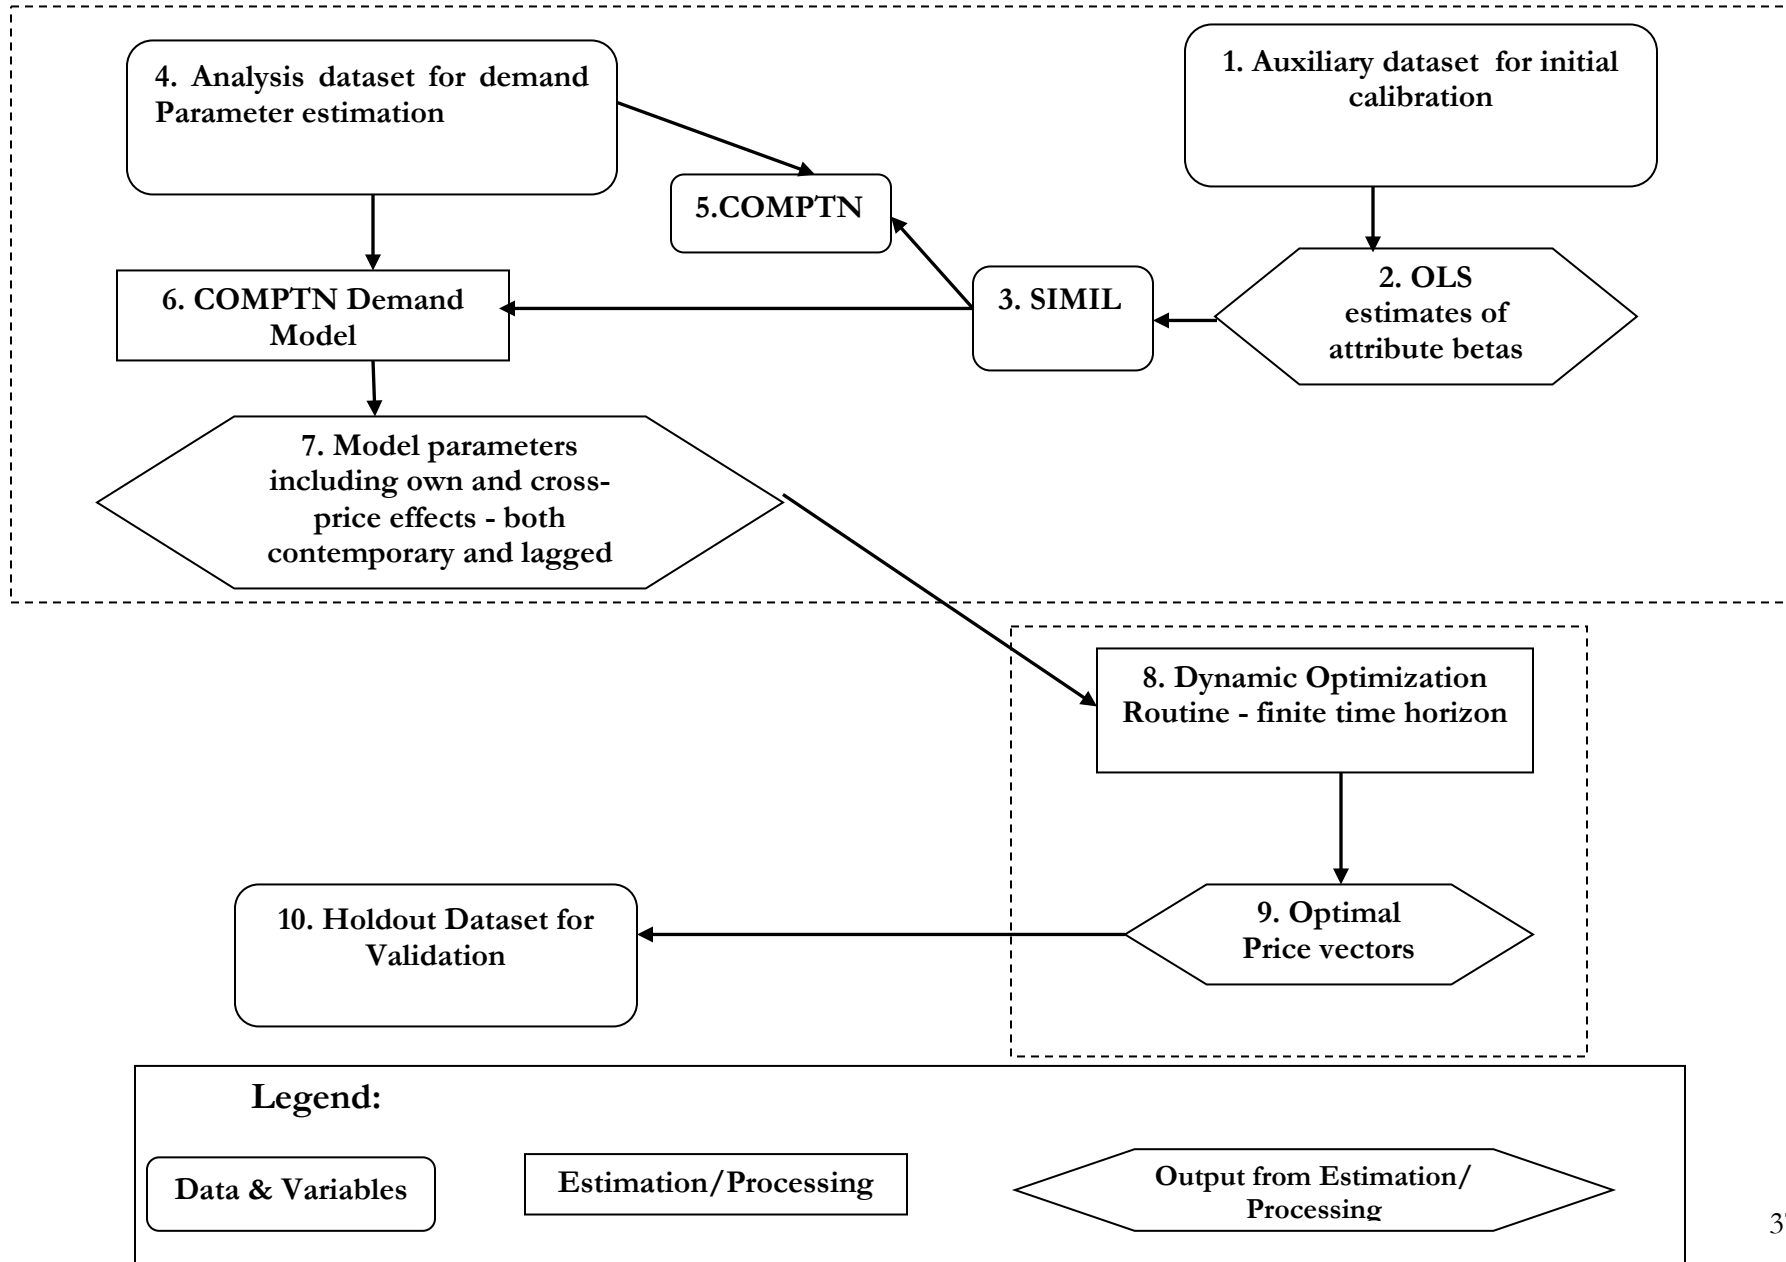 4. Analysis dataset for demand
Parameter estimation
1. Auxiliary dataset for initial
calibration
5.COMPTN
2. OLS
estimates of
attribute betas
3. SIMIL
6. COMPTN Demand
Model
7. Model parameters
including own and cross-
price effects - both
contemporary and lagged
8. Dynamic Optimization
Routine - finite time horizon
9. Optimal
Price vectors
10. Holdout Dataset for
Validation
Legend:
Data & Variables
Estimation/Processing
Output from Estimation/
Processing